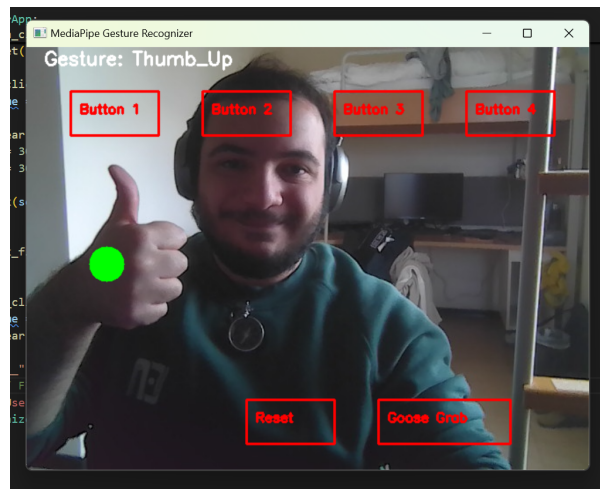 MediaPipe Gesture Recognizer
Gesture: Thumb_Up
Button 1
Button 2
Button 3
Button 4
Reset
Goose Grab